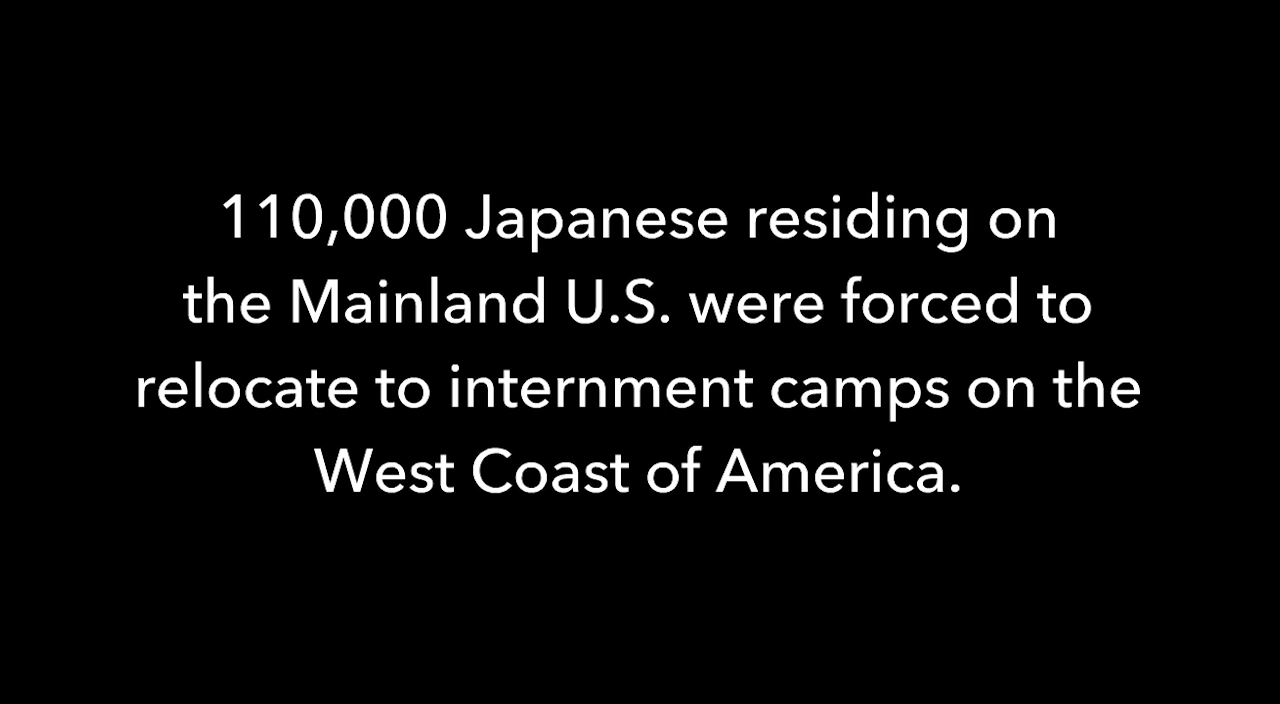 110,000 Japanese residing on
the Mainland U.S. were forced to
relocate to internment camps on the
West Coast of America.